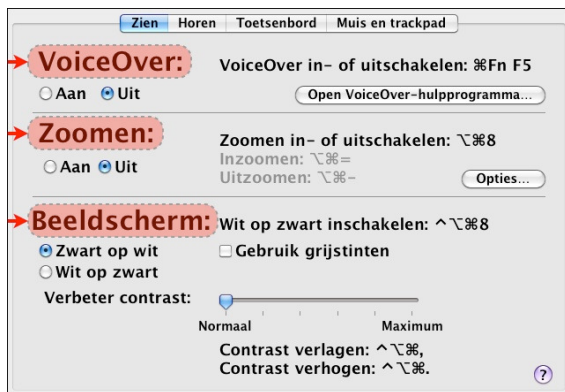 Zien Horen Toetsenbord Muis en trackpad
VoiceOver: VoiceOver in- of uitschakelen: ⌘Fn F5
Aan Uit Open VoiceOver-hulpprogramma...
Zoomen: Zoomen in- of uitschakelen: ⌥⌘8
Inzoomen: ⌥⌘=
Aan Uit
Uitzoomen: ⌥⌘-
Opties...
Beeldscherm: Wit op zwart inschakelen: ^⌥⌘8
Zwart op wit Gebruik grijstinten
Wit op zwart
Verbeter contrast:
Normaal Maximum
Contrast verlagen: ^⌥⌘,
Contrast verhogen: ^⌥⌘.
?